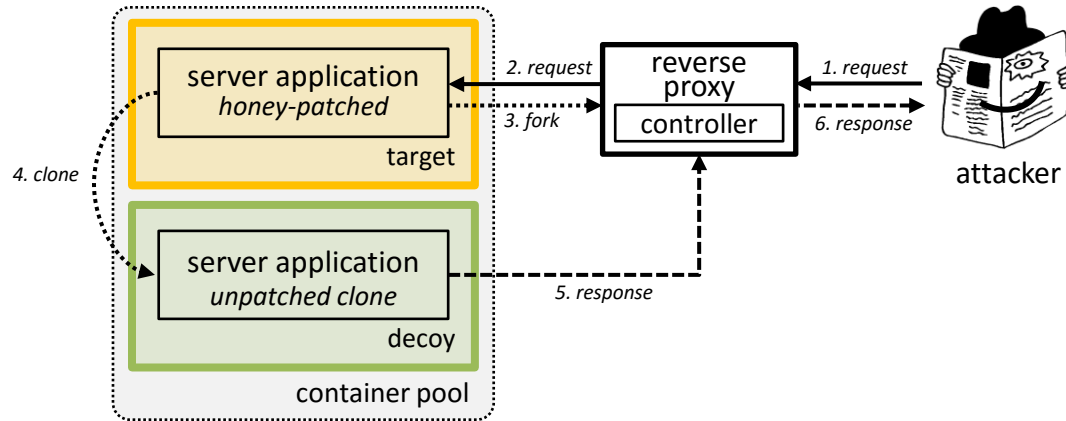 server application
honey-patched
target
2. request
3. fork
reverse
proxy
controller
1. request
6. response
attacker
4. clone
server application
unpatched clone
decoy
5. response
container pool